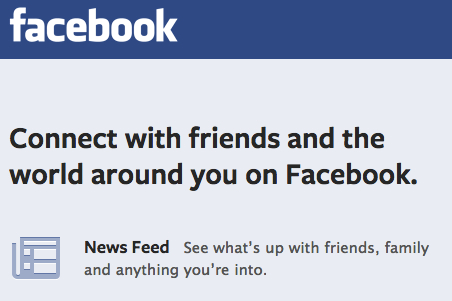 facebook
Connect with friends and the
world around you on Facebook.
News Feed See what's up with friends, family
and anything you're into.